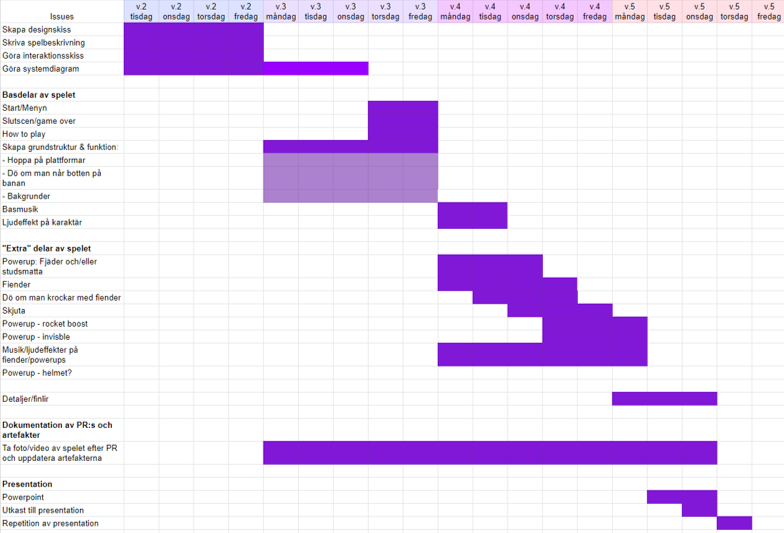 Issues
v.2 tisdag
v.2 onsdag
v.2 torsdag
v.2 fredag
v.3 måndag
v.3 tisdag
v.3 onsdag
v.3 torsdag
v.3 fredag
v.4 måndag
v.4 tisdag
v.4 onsdag
v.4 torsdag
v.4 fredag
v.5 måndag
v.5 tisdag
v.5 onsdag
v.5 torsdag
v.5 fredag
Skapa designskiss
Skriva spelbeskrivning
Göra interaktionsskiss
Göra systemdiagram
Basdelar av spelet
Start/Menyn
Slutscen/game over
How to play
Skapa grundstruktur & funktion:
- Hoppa på plattformar
- Dö om man når botten på
banan
- Bakgrunder
Basmusik
Ljudeffekt på karaktär
"Extra" delar av spelet
Powerup: Fjäder och/eller
studsmatta
Fiender
Dö om man krockar med fiender
Skjuta
Powerup - rocket boost
Powerup - invisble
Musik/ljudeffekter på
fiender/powerups
Powerup - helmet?
Detaljer/finlir
Dokumentation av PR:s och
artefakter
Ta foto/video av spelet efter PR
och uppdatera artefakterna
Presentation
Powerpoint
Utkast till presentation
Repetition av presentation